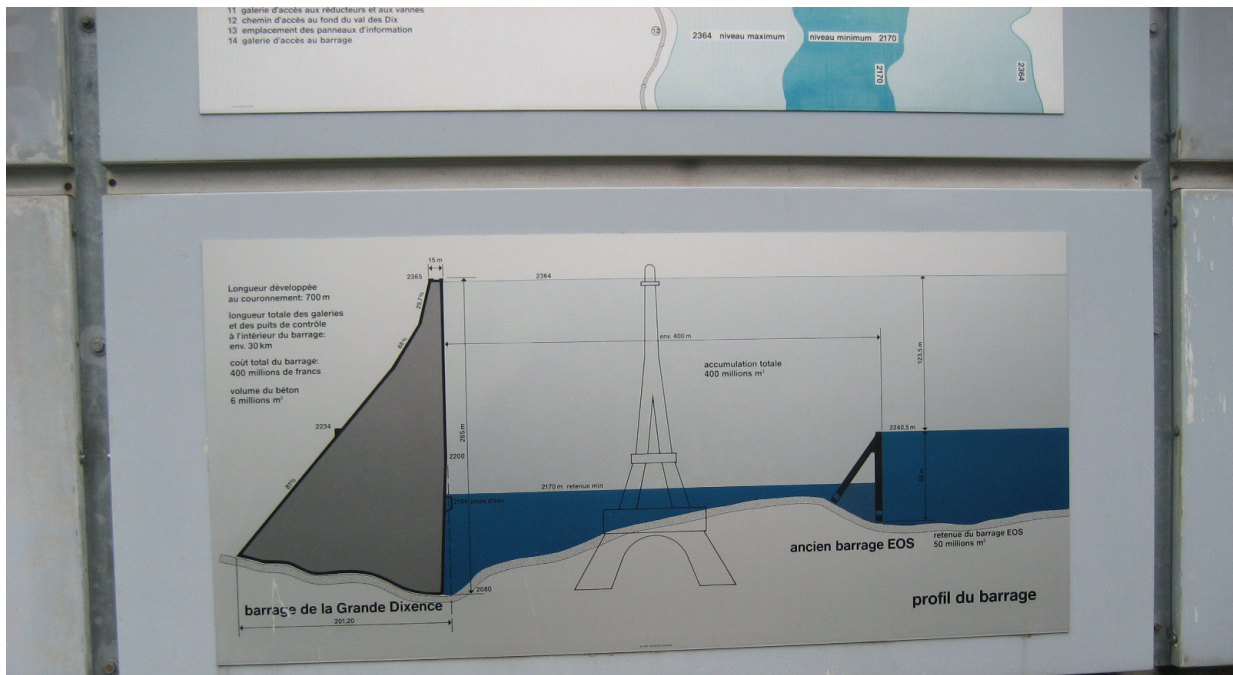 11 galerie d'accès aux réducteurs et aux vannes
12 chemin d'accès au fond du val des Dix
13 emplacement des panneaux d'information
14 galerie d'accès au barrage
12
2364 niveau maximum
niveau minimum 2170
2170
2364
15 m
2365
2364
Longueur développée
au couronnement: 700 m
longueur totale des galeries
et des puits de contrôle
à l'intérieur du barrage:
env. 30 km
coût total du barrage:
400 millions de francs
volume du béton
6 millions m³
68%
81%
2234
285 m
2200
env. 400 m
accumulation totale
400 millions m³
123,5 m
2240,5 m
2170 m retenue min
prise d'eau
ancien barrage EOS
retenue du barrage EOS
50 millions m³
2080
barrage de la Grande Dixence
201,20
profil du barrage